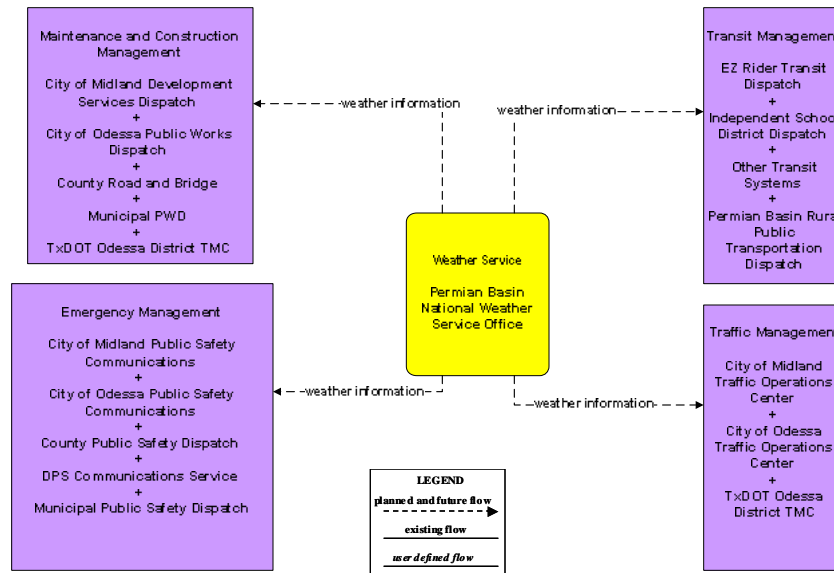 Maintenance and Construction
Management
City of Midland Development
Services Dispatch
+
City of Odessa Public Works
Dispatch
+
County Road and Bridge
+
Municipal PWD
+
TxDOT Odessa District TMC
weather information
weather information
Transit Management
EZ Rider Transit
Dispatch
+
Independent School
District Dispatch
+
Other Transit
Systems
+
Permian Basin Rural
Public
Transportation
Dispatch
Weather Service
Permian Basin
National Weather
Service Office
Emergency Management
City of Midland Public Safety
Communications
+
City of Odessa Public Safety
Communications
+
County Public Safety Dispatch
+
DPS Communications Service
+
Municipal Public Safety Dispatch
weather information
weather information
Traffic Management
City of Midland
Traffic Operations
Center
+
City of Odessa
Traffic Operations
Center
+
TxDOT Odessa
District TMC
LEGEND
planned and future flow
existing flow
user defined flow